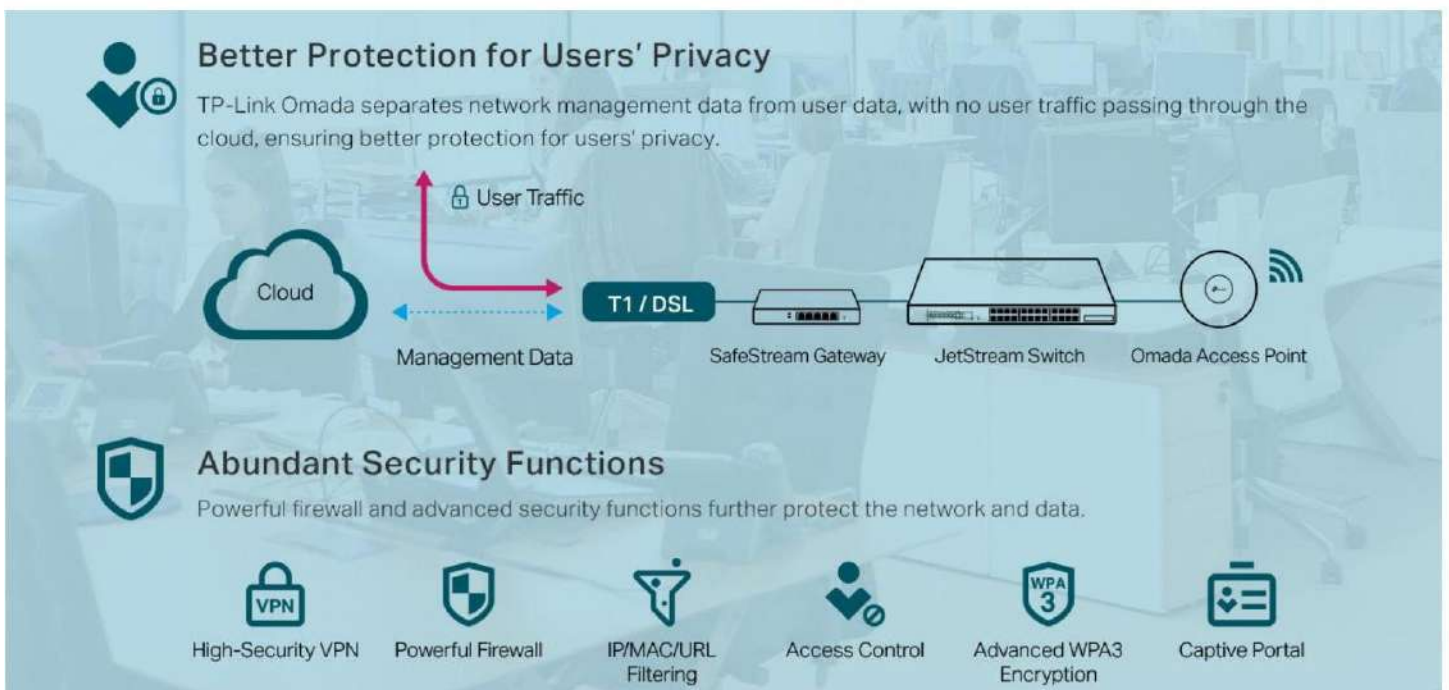 Better Protection for Users' Privacy
TP-Link Omada separates network management data from user data, with no user traffic passing through the
cloud, ensuring better protection for users' privacy.
User Traffic
Cloud
T1 / DSL
Management Data
SafeStream Gateway
JetStream Switch
Omada Access Point
Abundant Security Functions
Powerful firewall and advanced security functions further protect the network and data.
VPN
WPA
3
High-Security VPN
Powerful Firewall
IP/MAC/URL
Filtering
Access Control
Advanced WPA3
Encryption
Captive Portal